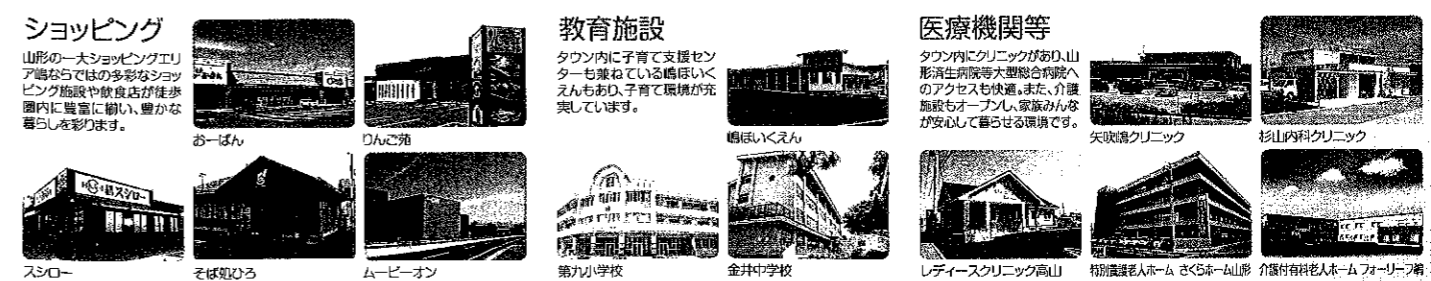 ショッピング
山形の一大ショッピングエリ
ア嶋ならではの多彩なショッ
ピング施設や飲食店が徒歩
圏内に豊富に揃い、豊かな
暮らしを彩ります。
おーばん
りんご苑
スシロー
スシロー
そば処ひろ
ムービーオン
教育施設
タウン内に子育て支援セン
ターも兼ねている嶋ほいく
えんもあり、子育て環境が充
実しています。
嶋ほいくえん
第九小学校
金井中学校
医療機関等
タウン内にクリニックがあり、山
形済生病院等大型総合病院へ
のアクセスも快適。また、介護
施設もオープンし、家族みんな
が安心して暮らせる環境です。
矢吹嶋クリニック
杉山内科クリニック
レディースクリニック高山
特別養護老人ホーム さくらホーム山形
介護付有料老人ホーム フォーリーフ嶋